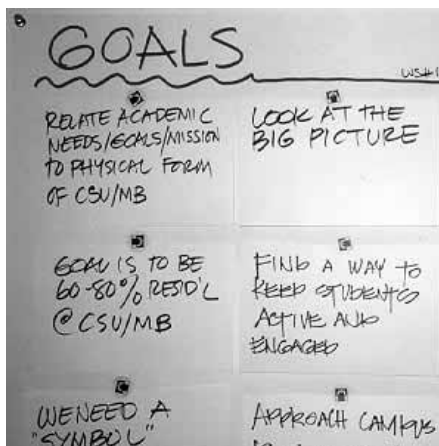 GOALS
WSH1
RELATE ACADEMIC
NEEDS/GOALS/MISSION
TO PHYSICAL FORM
OF CSU/MB
LOOK AT THE
BIG PICTURE
GOAL IS TO BE
60-80% RESID'L
@ CSU/MB
FIND A WAY TO
KEEP STUDENTS
ACTIVE AND
ENGAGED
WE NEED A
"SYMBOL"
APPROACH CAMPUS